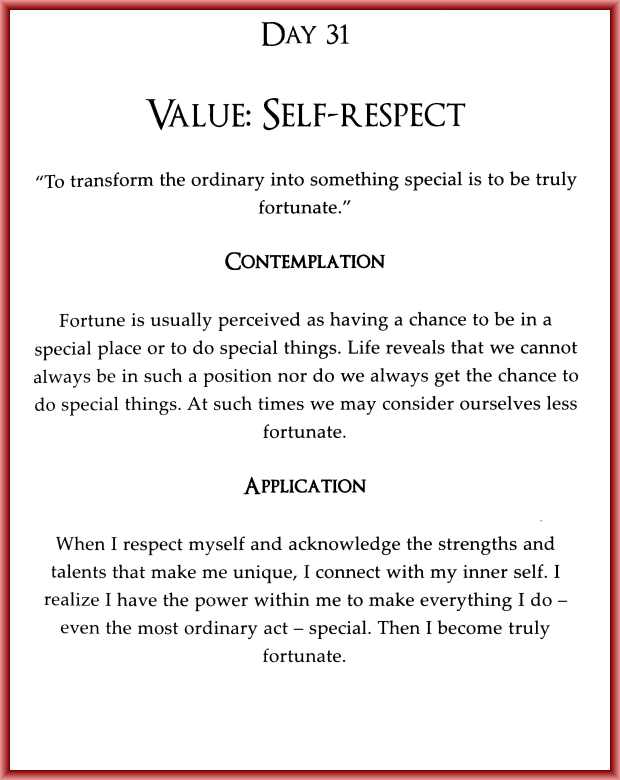 DAY 31
VALUE: SELF-RESPECT
“To transform the ordinary into something special is to be truly
fortunate.”
CONTEMPLATION
Fortune is usually perceived as having a chance to be in a
special place or to do special things. Life reveals that we cannot
always be in such a position nor do we always get the chance to
do special things. At such times we may consider ourselves less
fortunate.
APPLICATION
When I respect myself and acknowledge the strengths and
talents that make me unique, I connect with my inner self. I
realize I have the power within me to make everything I do –
even the most ordinary act – special. Then I become truly
fortunate.